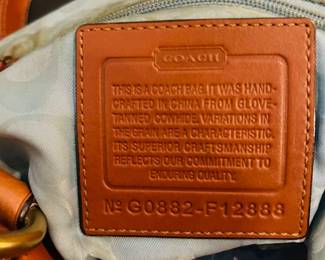 COACH
THIS IS A COACH BAG. IT WAS HAND-
CRAFTED IN CHINA FROM GLOVE-
TANNED COWHIDE. VARIATIONS IN
THE GRAIN ARE A CHARACTERISTIC.
ITS SUPERIOR CRAFTSMANSHIP
REFLECTS OUR COMMITMENT TO
ENDURING QUALITY.
Nº G0882-F12888